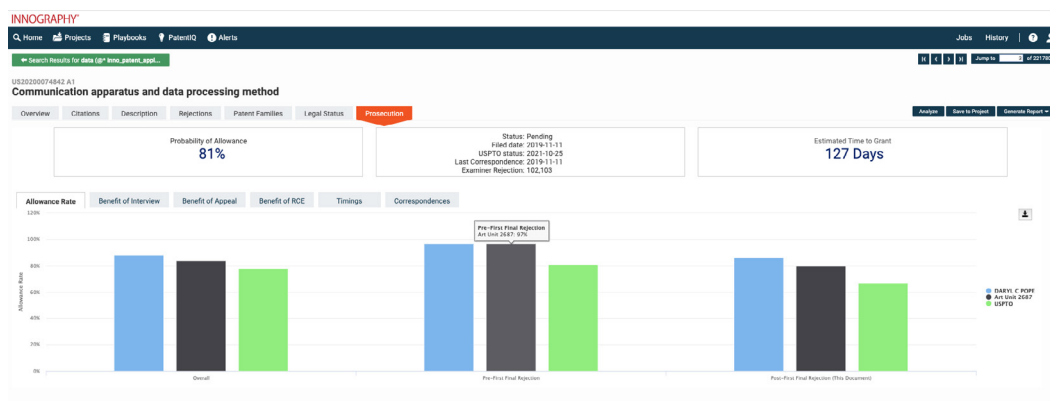 INNOGRAPHY®
Home Projects Playbooks PatentIQ Alerts Jobs History
Search Results for data (@* inno_patent_appl... Jump to 3 of 221780
US20200074842 A1
Communication apparatus and data processing method
Overview Citations Description Rejections Patent Families Legal Status Prosecution Analyze Save to Project Generate Report
Probability of Allowance
81%
Status: Pending
Filed date: 2019-11-11
USPTO status: 2021-10-25
Last Correspondence: 2019-11-11
Examiner Rejection: 102,103
Estimated Time to Grant
127 Days
Allowance Rate Benefit of Interview Benefit of Appeal Benefit of RCE Timings Correspondences
120%
100%
80%
60%
40%
20%
0%
Allowance Rate
Pre-First Final Rejection
Art Unit 2687: 97%
DARYL C POPE
Art Unit 2687
USPTO
Overall Pre-First Final Rejection Post-First Final Rejection (This Document)